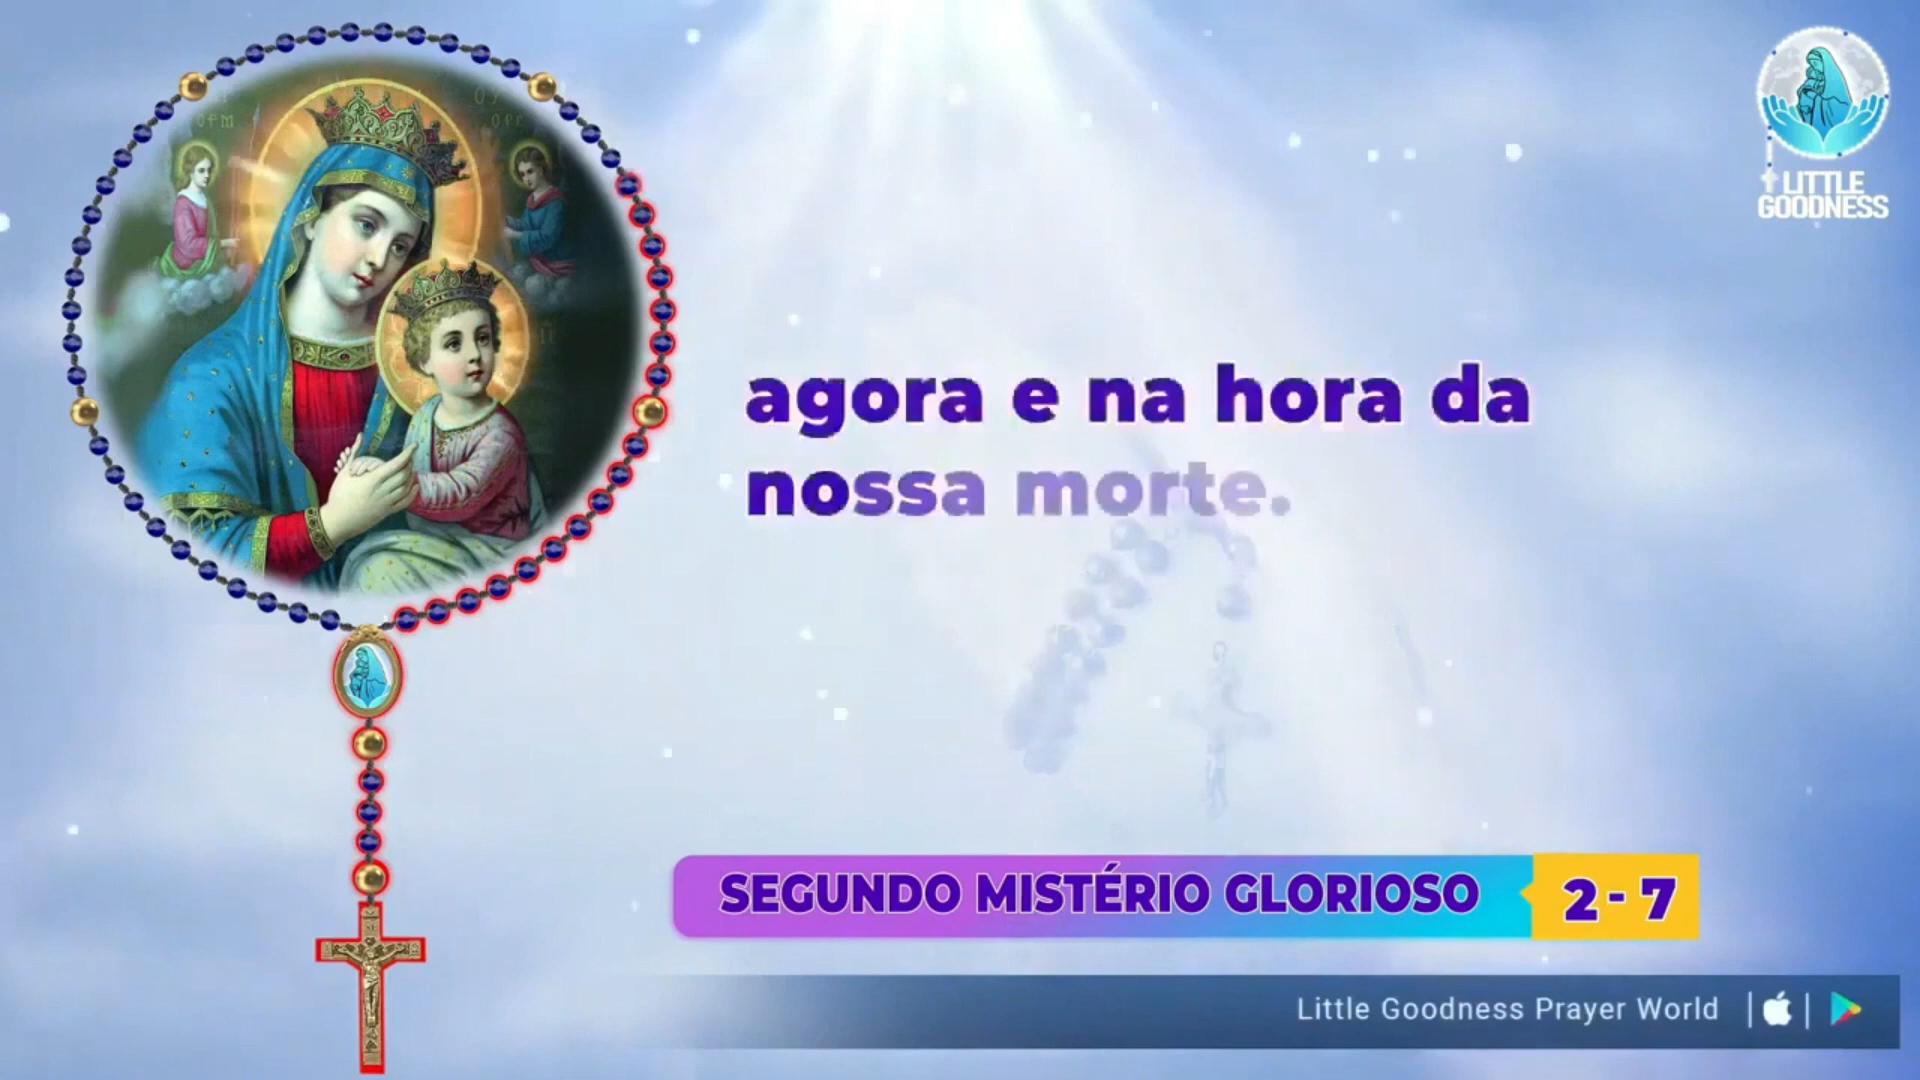 LITTLE
GOODNESS
agora e na hora da
nossa morte.
SEGUNDO MISTÉRIO GLORIOSO 2 - 7
Little Goodness Prayer World